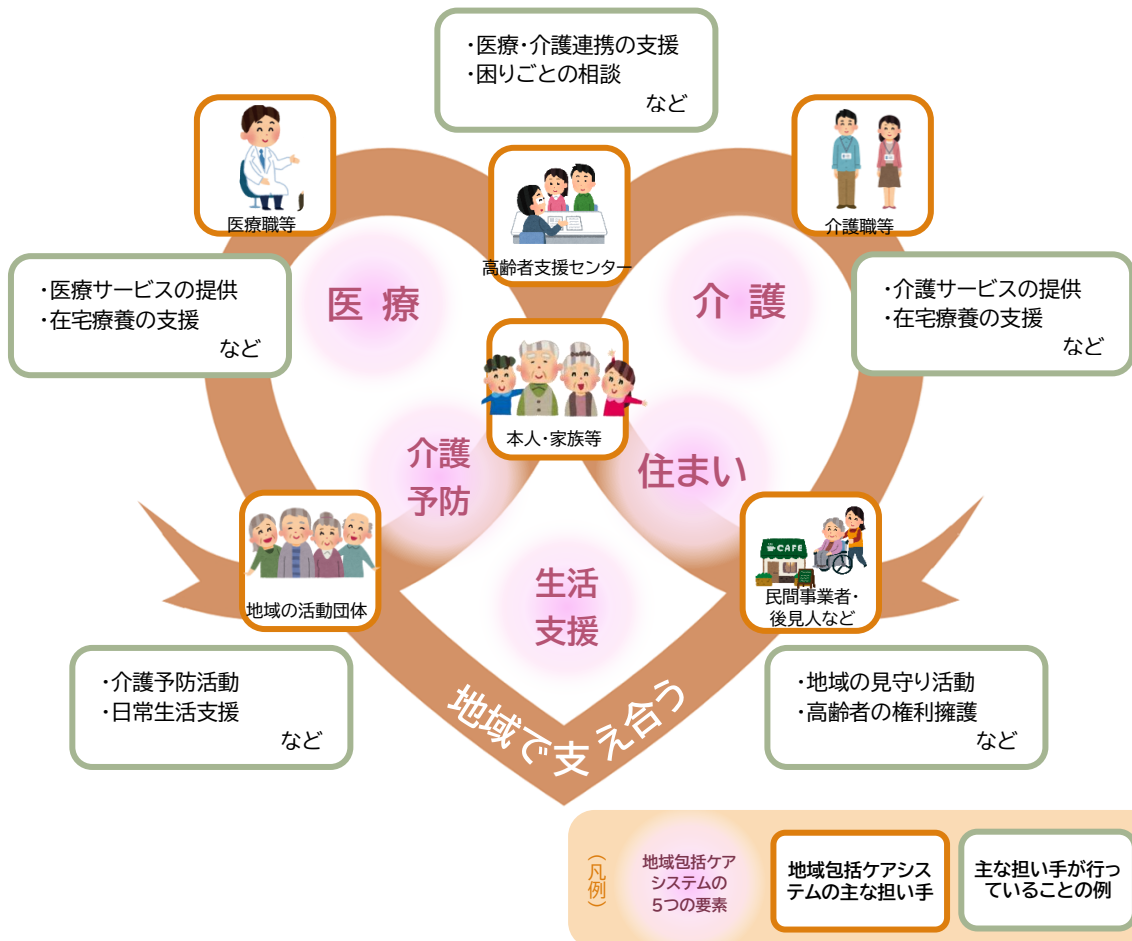 ・医療・介護連携の支援
・困りごとの相談
など
医療職等
高齢者支援センター
介護職等
・医療サービスの提供
・在宅療養の支援
など
医療
介護
・介護サービスの提供
・在宅療養の支援
など
本人・家族等
介護
予防
住まい
地域の活動団体
生活
支援
CAFE
民間事業者・
後見人など
・介護予防活動
・日常生活支援
など
地域で支え合う
・地域の見守り活動
・高齢者の権利擁護
など
(凡例)
地域包括ケア
システムの
5つの要素
地域包括ケアシス
テムの主な担い手
主な担い手が行っ
ていることの例